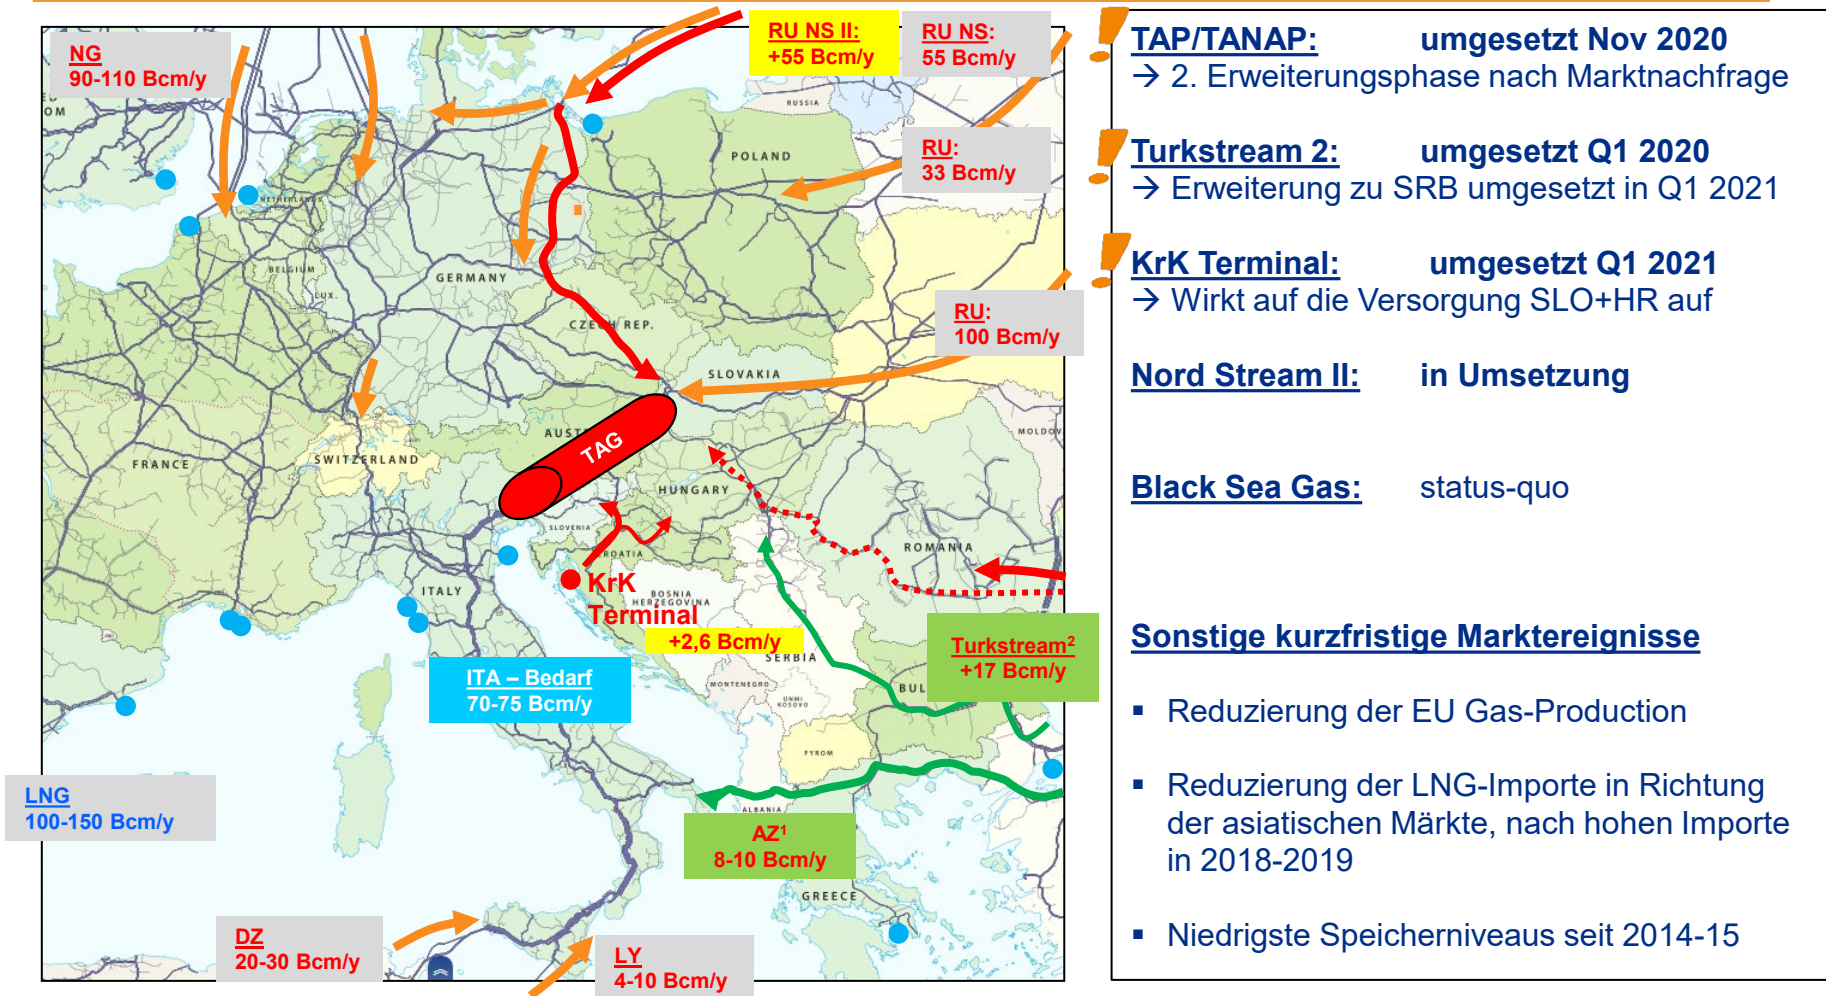 NG
90-110 Bcm/y
RU NS II:
+55 Bcm/y
RU NS:
55 Bcm/y
RUSSIA
OM
RU:
33 Bcm/y
POLAND
NETHERLANDS
BELGIUM
LUX.
GERMANY
CZECH REP.
RU:
100 Bcm/y
SLOVAKIA
MOLDOV
FRANCE
SWITZERLAND
AUST
TAG
HUNGARY
SLOVENIA
CROATIA
ROMANIA
ITALY
KrK
Terminal
BOSNIA
HERZEGOVINA
+2,6 Bcm/y
SERBIA
Turkstream²
+17 Bcm/y
ITA – Bedarf
70-75 Bcm/y
MONTENEGRO
UNMI
KOSOVO
BUL
FYROM
LNG
100-150 Bcm/y
ALBANIA
AZ¹
8-10 Bcm/y
GREECE
DZ
20-30 Bcm/y
LY
4-10 Bcm/y
TAP/TANAP: umgesetzt Nov 2020
→ 2. Erweiterungsphase nach Marktnachfrage
Turkstream 2: umgesetzt Q1 2020
→ Erweiterung zu SRB umgesetzt in Q1 2021
KrK Terminal: umgesetzt Q1 2021
→ Wirkt auf die Versorgung SLO+HR auf
Nord Stream II: in Umsetzung
Black Sea Gas: status-quo
Sonstige kurzfristige Marktereignisse
▪ Reduzierung der EU Gas-Production
▪ Reduzierung der LNG-Importe in Richtung
der asiatischen Märkte, nach hohen Importe
in 2018-2019
▪ Niedrigste Speicherniveaus seit 2014-15